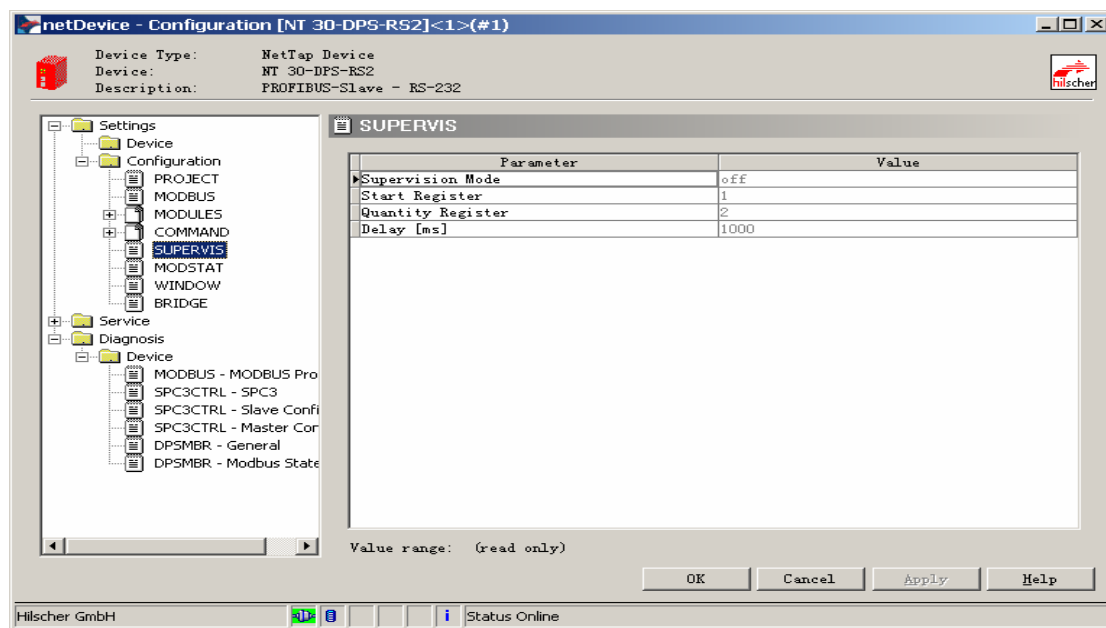 netDevice - Configuration [NT 30-DPS-RS2]<1>(#1)
Device Type: NetTap Device
Device: NT 30-DPS-RS2
Description: PROFIBUS-Slave - RS-232
hilscher
Settings
Device
Configuration
PROJECT
MODBUS
MODULES
COMMAND
SUPERVIS
MODSTAT
WINDOW
BRIDGE
Service
Diagnosis
Device
MODBUS - MODBUS Pro
SPC3CTRL - SPC3
SPC3CTRL - Slave Confi
SPC3CTRL - Master Cor
DPSMBR - General
DPSMBR - Modbus State
SUPERVIS
Parameter Value
Supervision Mode off
Start Register 1
Quantity Register 2
Delay [ms] 1000
Value range: (read only)
OK Cancel Apply Help
Hilscher GmbH Status Online